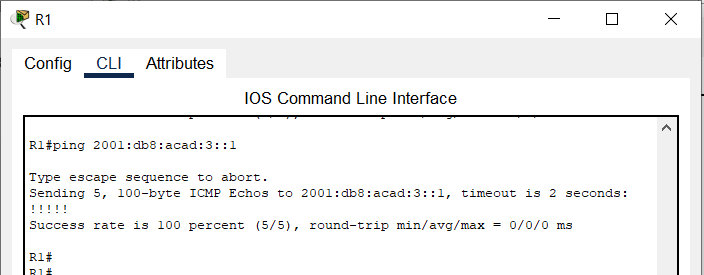 R1
Config CLI Attributes
IOS Command Line Interface
R1#ping 2001:db8:acad:3::1
Type escape sequence to abort.
Sending 5, 100-byte ICMP Echos to 2001:db8:acad:3::1, timeout is 2 seconds:
!!!!!
Success rate is 100 percent (5/5), round-trip min/avg/max = 0/0/0 ms
R1#
R1#